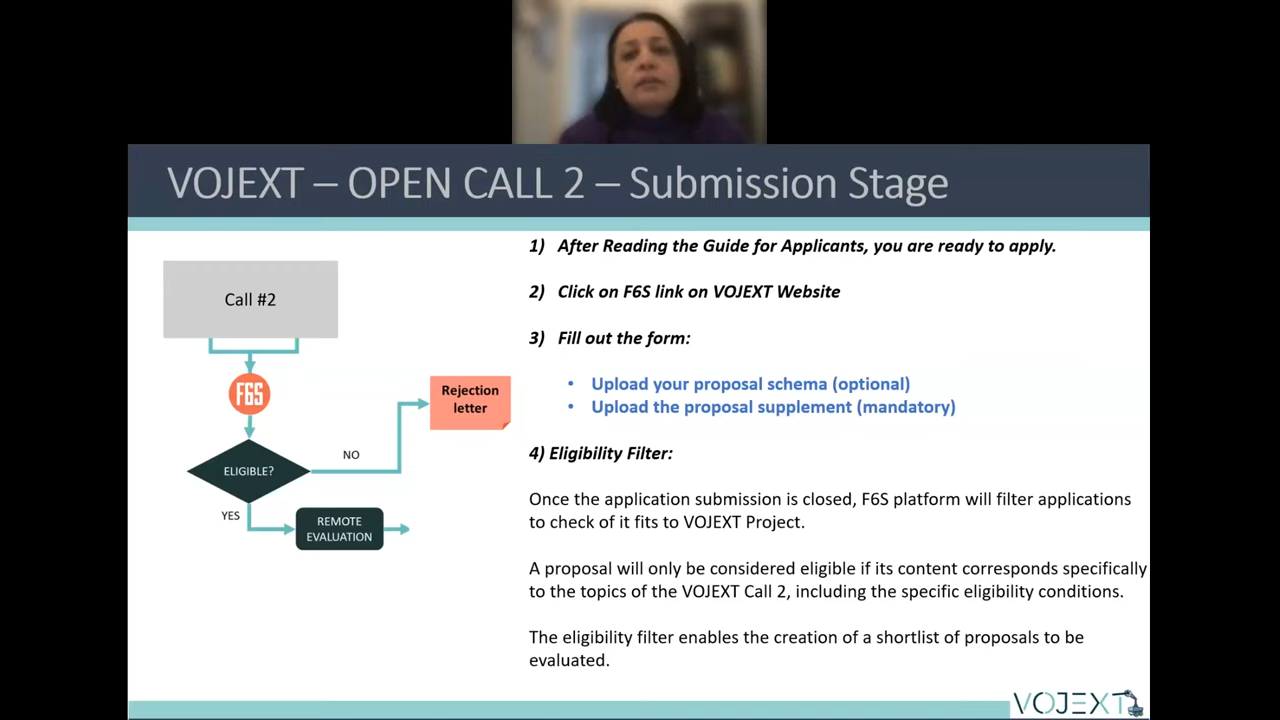 VOJEXT – OPEN CALL 2 – Submission Stage
Call #2
F6S
ELIGIBLE?
NO
Rejection
letter
YES
REMOTE
EVALUATION
1) After Reading the Guide for Applicants, you are ready to apply.
2) Click on F6S link on VOJEXT Website
3) Fill out the form:
• Upload your proposal schema (optional)
• Upload the proposal supplement (mandatory)
4) Eligibility Filter:
Once the application submission is closed, F6S platform will filter applications
to check of it fits to VOJEXT Project.
A proposal will only be considered eligible if its content corresponds specifically
to the topics of the VOJEXT Call 2, including the specific eligibility conditions.
The eligibility filter enables the creation of a shortlist of proposals to be
evaluated.
VOJEXT